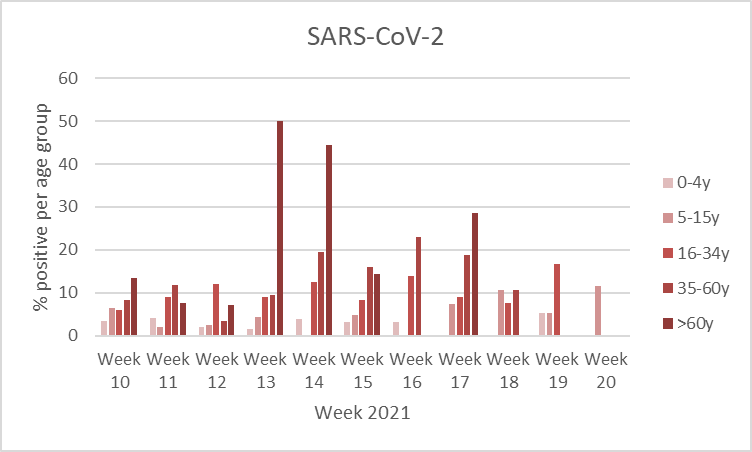 SARS-CoV-2
% positive per age group
60
50
40
30
20
10
0
Week 10
Week 11
Week 12
Week 13
Week 14
Week 15
Week 16
Week 17
Week 18
Week 19
Week 20
Week 2021
0-4y
5-15y
16-34y
35-60y
>60y